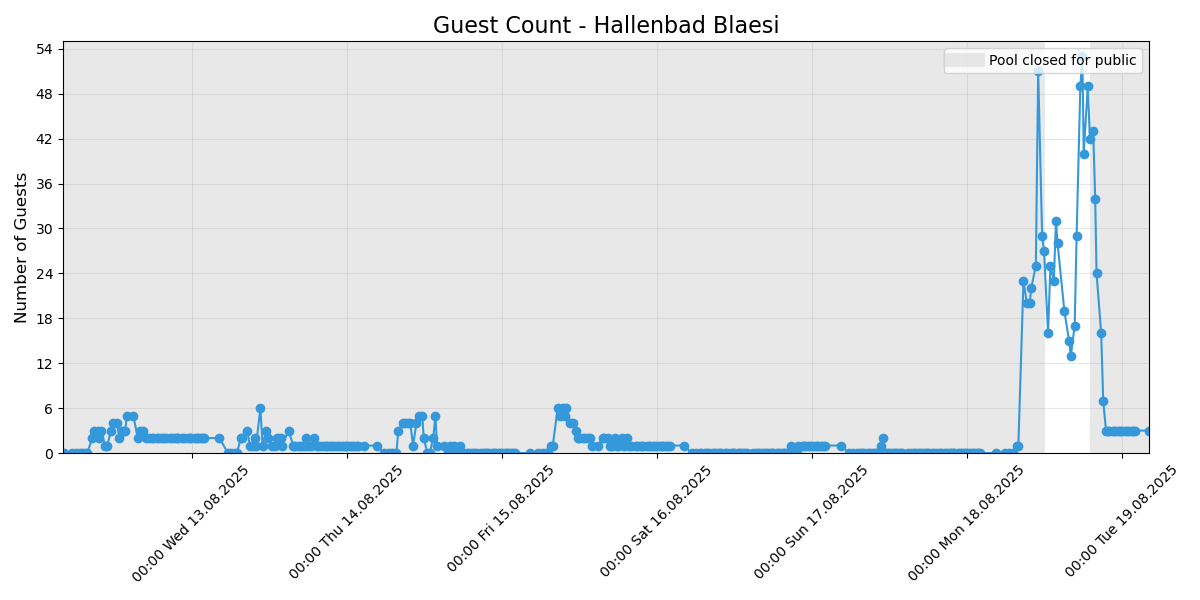 Guest Count - Hallenbad Blaesi
Pool closed for public
Number of Guests
54
48
42
36
30
24
18
12
6
0
00:00 Wed 13.08.2025
00:00 Thu 14.08.2025
00:00 Fri 15.08.2025
00:00 Sat 16.08.2025
00:00 Sun 17.08.2025
00:00 Mon 18.08.2025
00:00 Tue 19.08.2025